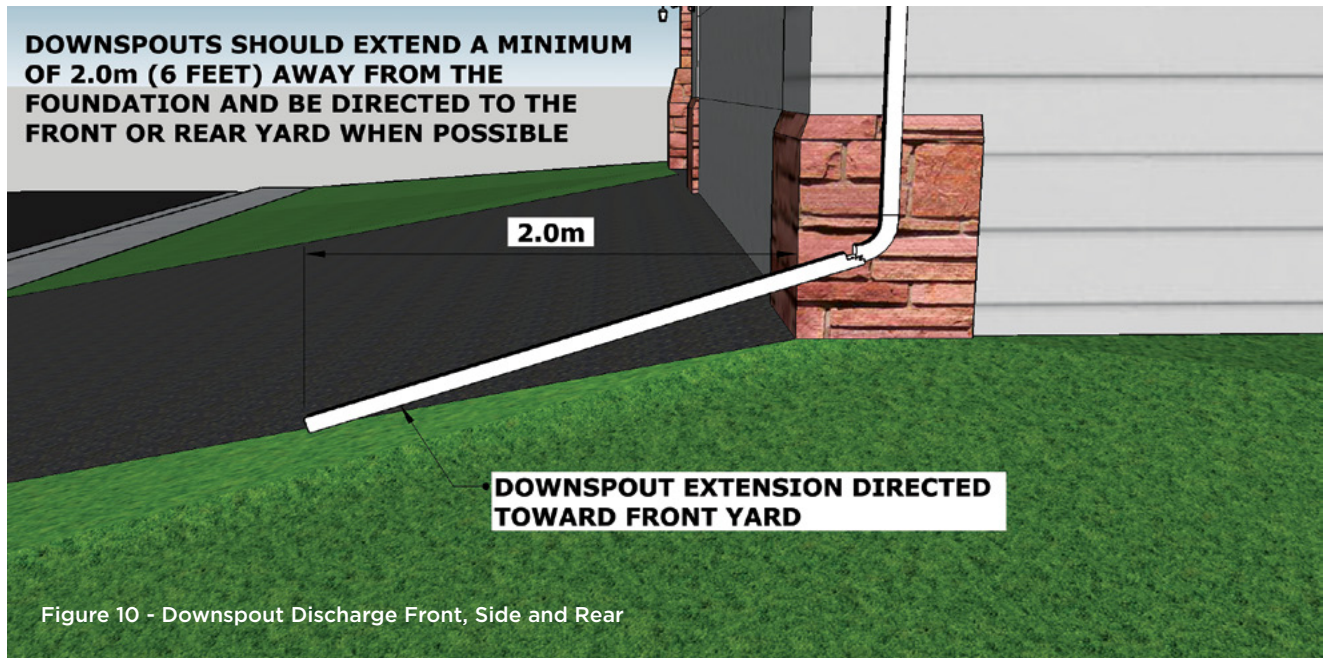 DOWNSPOUTS SHOULD EXTEND A MINIMUM
OF 2.0m (6 FEET) AWAY FROM THE
FOUNDATION AND BE DIRECTED TO THE
FRONT OR REAR YARD WHEN POSSIBLE
2.0m
DOWNSPOUT EXTENSION DIRECTED
TOWARD FRONT YARD
Figure 10 - Downspout Discharge Front, Side and Rear